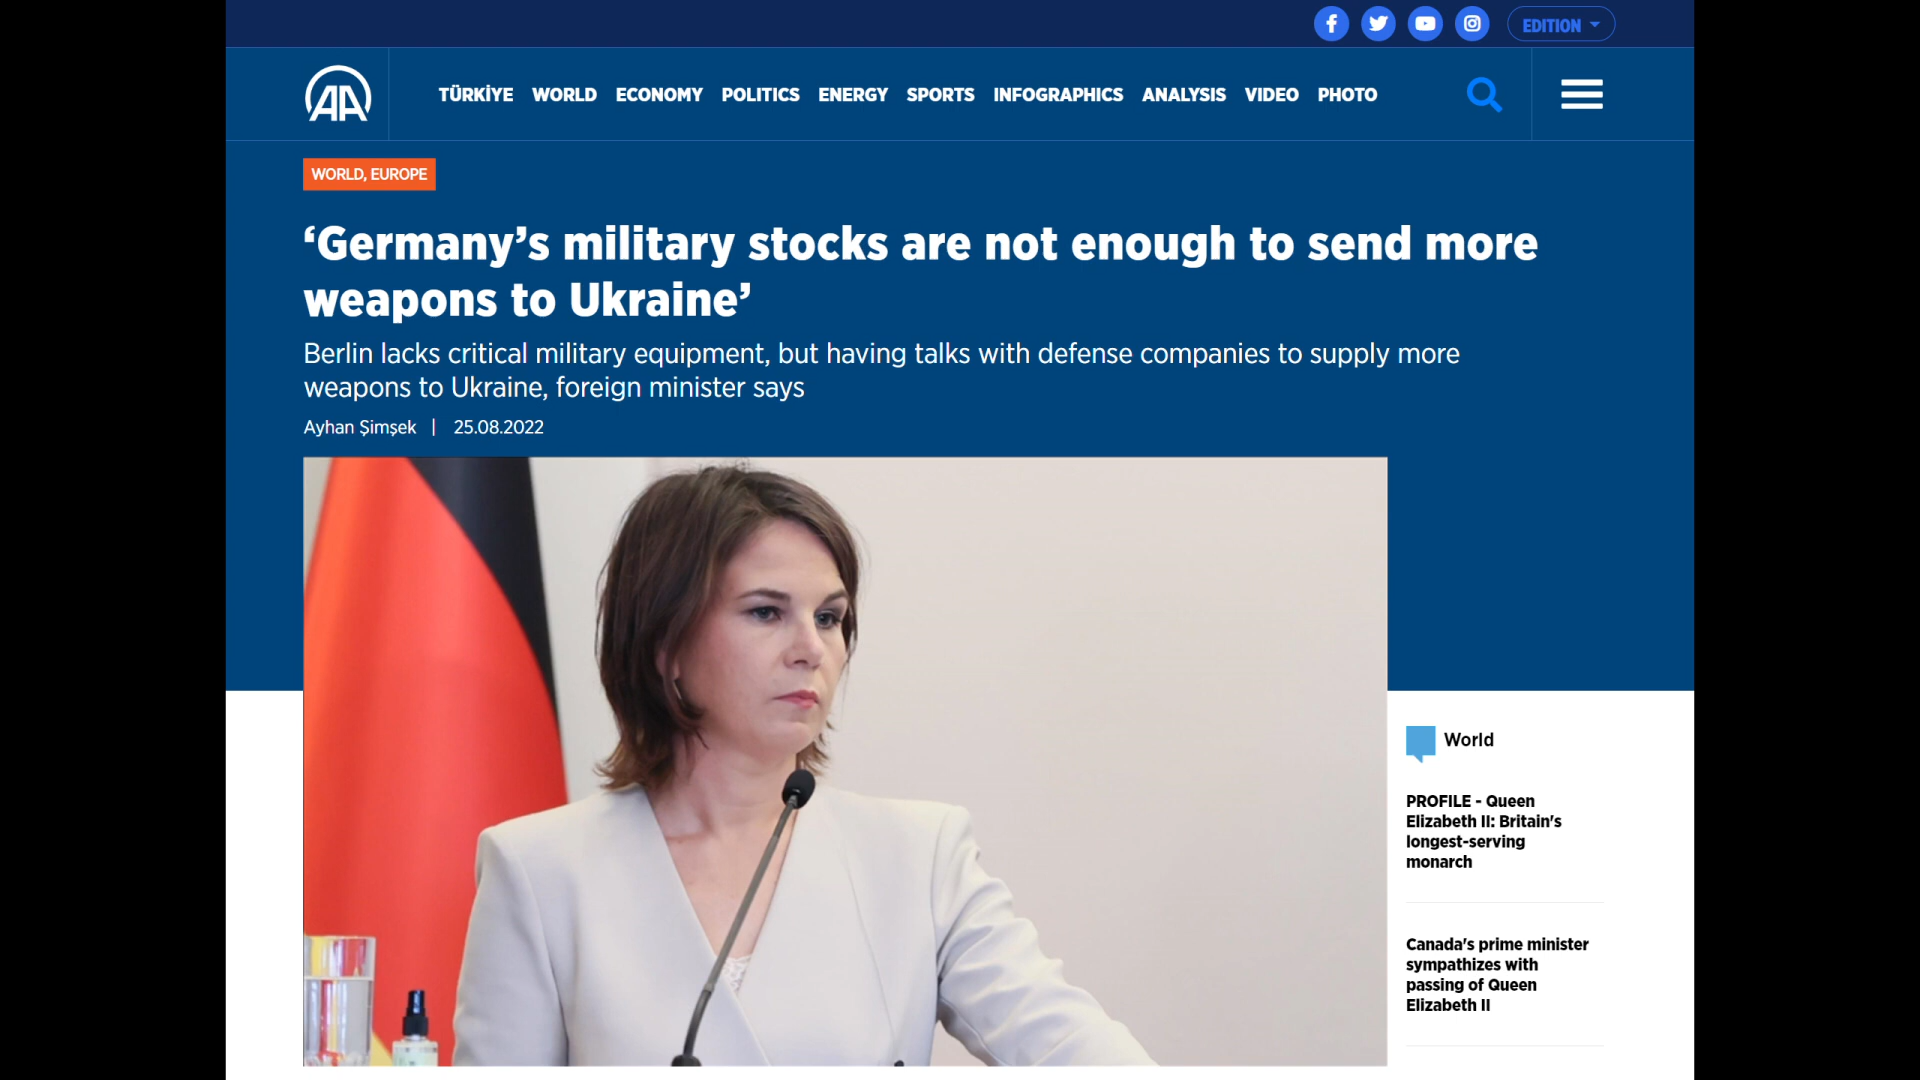 EDITION
AA
TÜRKİYE WORLD ECONOMY POLITICS ENERGY SPORTS INFOGRAPHICS ANALYSIS VIDEO PHOTO
WORLD, EUROPE
‘Germany’s military stocks are not enough to send more
weapons to Ukraine’
Berlin lacks critical military equipment, but having talks with defense companies to supply more
weapons to Ukraine, foreign minister says
Ayhan Şimşek | 25.08.2022
World
PROFILE - Queen
Elizabeth II: Britain's
longest-serving
monarch
Canada's prime minister
sympathizes with
passing of Queen
Elizabeth II